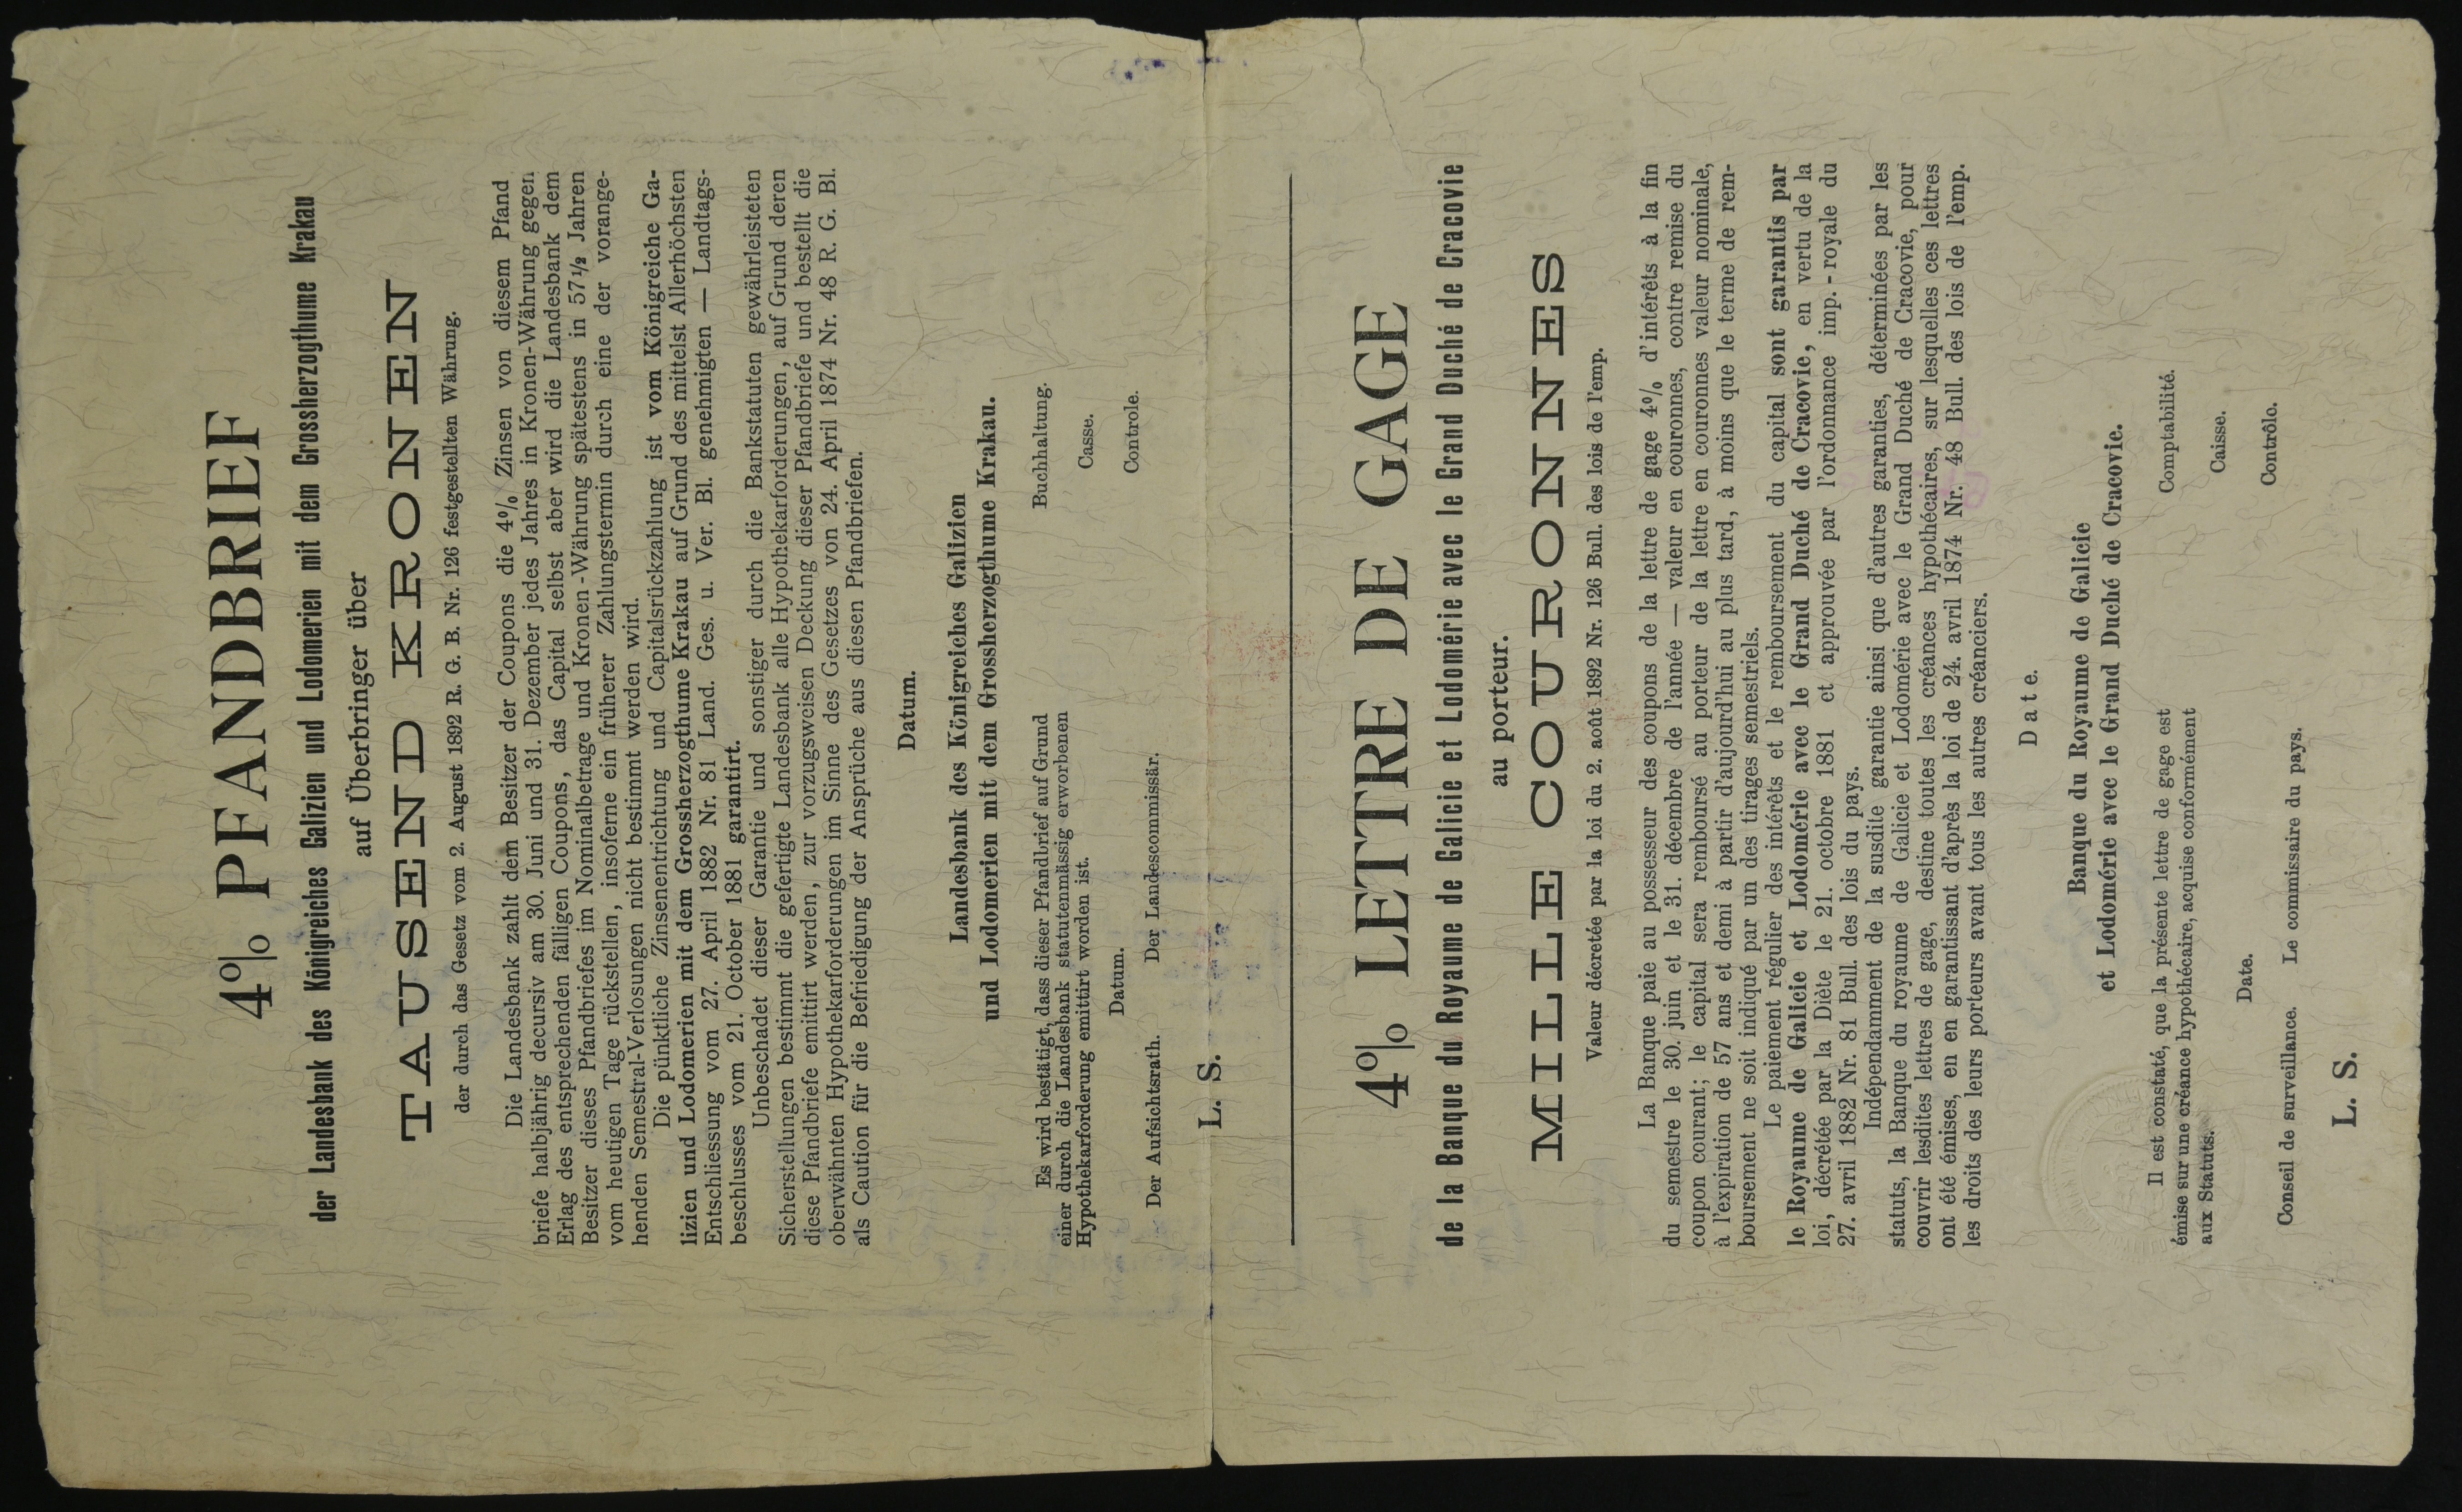 4% PFANDBRIEF
der Landesbank des Königreiches Galizien und Lodomerien mit dem Grossherzogthume Krakau
auf Überbringer über
TAUSEND KRONEN
der durch das Gesetz vom 2. August 1892 R. G. B. Nr. 126 festgestellten Währung.
Die Landesbank zahlt dem Besitzer der Coupons die 4% Zinsen von diesem Pfand
briefe halbjährig decursiv am 30. Juni und 31. Dezember jedes Jahres in Kronen-Währung gegen
Erlag des entsprechenden fälligen Coupons, das Capital selbst aber wird die Landesbank dem
Besitzer dieses Pfandbriefes im Nominalbetrage und Kronen-Währung spätestens in 57 1/2 Jahren
vom heutigen Tage rückstellen, insoferne ein früherer Zahlungstermin durch eine der vorange-
henden Semestral-Verlosungen nicht bestimmt werden wird.
Die pünktliche Zinsenentrichtung und Capitalsrückzahlung ist vom Königreiche Ga-
lizien und Lodomerien mit dem Grossherzogthume Krakau auf Grund des mittelst Allerhöchsten
Entschliessung vom 27. April 1882 Nr. 81 Land. Ges. u. Ver. Bl. genehmigten — Landtags-
beschlusses vom 21. October 1881 garantirt.
Unbeschadet dieser Garantie und sonstiger durch die Bankstatuten gewährleisteten
Sicherstellungen bestimmt die gefertigte Landesbank alle Hypothekarforderungen, auf Grund deren
diese Pfandbriefe emittirt werden, zur vorzugsweisen Deckung dieser Pfandbriefe und bestellt die
oberwähnten Hypothekarforderungen im Sinne des Gesetzes von 24. April 1874 Nr. 48 R. G. Bl.
als Caution für die Befriedigung der Ansprüche aus diesen Pfandbriefen.
Datum.
Landesbank des Königreiches Galizien
und Lodomerien mit dem Grossherzogthume Krakau.
Es wird bestätigt, dass dieser Pfandbrief auf Grund
einer durch die Landesbank statutenmässig erworbenen
Hypothekarforderung emittirt worden ist.
Buchhaltung.
Casse.
Controle.
Datum.
Der Aufsichtsrath. Der Landescommissär.
L. S.
4% LETTRE DE GAGE
de la Banque du Royaume de Galicie et Lodomérie avec le Grand Duché de Cracovie
au porteur.
MILLE COURONNES
Valeur décretée par la loi du 2. août 1892 Nr. 126 Bull. des lois de l'emp.
La Banque paie au possesseur des coupons de la lettre de gage 4% d'intérêts à la fin
du semestre le 30. juin et le 31. décembre de l'année — valeur en couronnes, contre remise du
coupon courant; le capital sera remboursé au porteur de la lettre en couronnes valeur nominale,
à l'expiration de 57 ans et demi à partir d'aujourd'hui au plus tard, à moins que le terme de rem-
boursement ne soit indiqué par un des tirages semestriels.
Le paiement régulier des intérêts et le remboursement du capital sont garantis par
le Royaume de Galicie et Lodomérie avec le Grand Duché de Cracovie, en vertu de la
loi, décrétée par la Diète le 21. octobre 1881 et approuvée par l'ordonnance imp.-royale du
27. avril 1882 Nr. 81 Bull. des lois du pays.
Indépendamment de la susdite garantie ainsi que d'autres garanties, déterminées par les
statuts, la Banque du royaume de Galicie et Lodomérie avec le Grand Duché de Cracovie, pour
couvrir lesdites lettres de gage, destine toutes les créances hypothécaires, sur lesquelles ces lettres
ont été émises, en en garantissant d'après la loi de 24. avril 1874 Nr. 48 Bull. des lois de l'emp.
les droits des leurs porteurs avant tous les autres créanciers.
Date.
Banque du Royaume de Galicie
et Lodomérie avec le Grand Duché de Cracovie.
Il est constaté, que la présente lettre de gage est
émise sur une créance hypothécaire, acquise conformément
aux Statuts.
Comptabilité.
Caisse.
Contrôle.
Date.
Conseil de surveillance. Le commissaire du pays.
L. S.